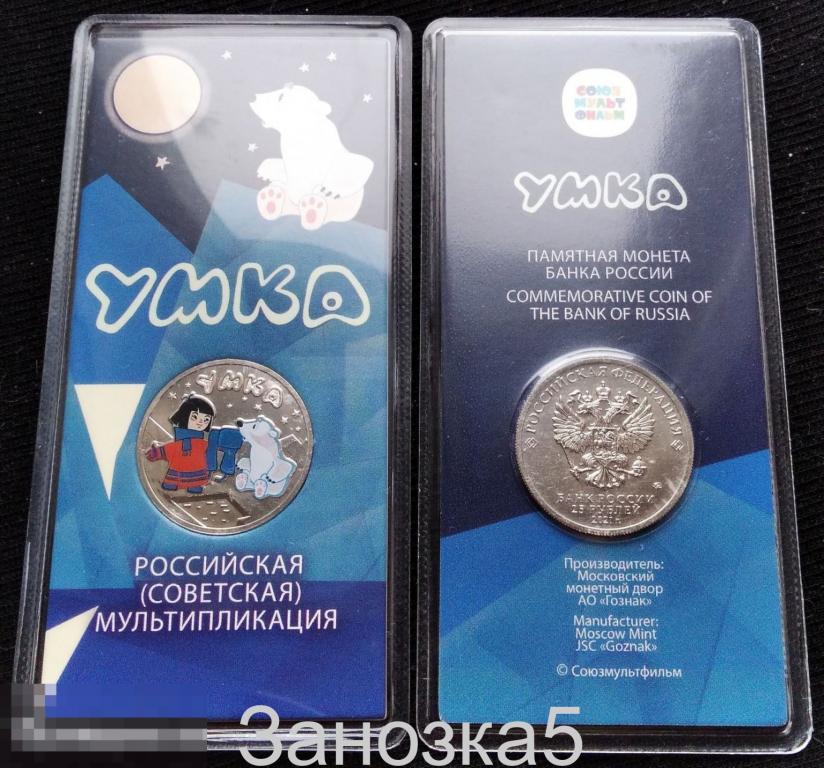 УМКА
УМКА
РОССИЙСКАЯ
(СОВЕТСКАЯ)
МУЛЬТИПЛИКАЦИЯ
СОЮЗ
МУЛЬТ
ФИЛЬМ
УМКА
ПАМЯТНАЯ МОНЕТА
БАНКА РОССИИ
COMMEMORATIVE COIN OF
THE BANK OF RUSSIA
РОССИЙСКАЯ ФЕДЕРАЦИЯ
БАНК РОССИИ
25 РУБЛЕЙ
2021 г.
Производитель:
Московский
монетный двор
АО «Гознак»
Manufacturer:
Moscow Mint
JSC «Goznak»
© Союзмультфильм
Занозка5